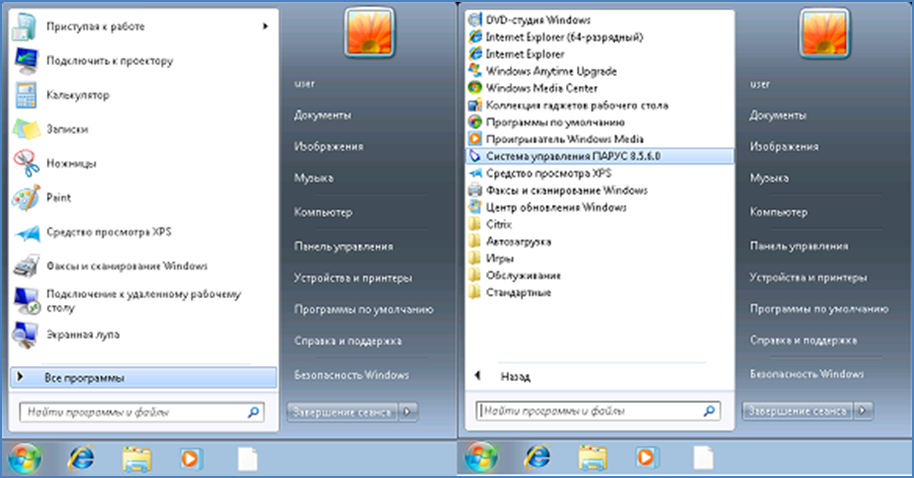 Приступая к работе
Подключить к проектору
Калькулятор
Записки
Ножницы
Paint
Средство просмотра XPS
Факсы и сканирование Windows
Подключение к удаленному рабочему
столу
Экранная лупа
Все программы
Найти программы и файлы
user
Документы
Изображения
Музыка
Компьютер
Панель управления
Устройства и принтеры
Программы по умолчанию
Справка и поддержка
Безопасность Windows
Завершение сеанса
DVD-студия Windows
Internet Explorer (64-разрядный)
Internet Explorer
Windows Anytime Upgrade
Windows Media Center
Коллекция гаджетов рабочего стола
Программы по умолчанию
Проигрыватель Windows Media
Система управления ПАРУС 8.5.6.0
Средство просмотра XPS
Факсы и сканирование Windows
Центр обновления Windows
Citrix
Автозагрузка
Игры
Обслуживание
Стандартные
Назад
Найти программы и файлы
user
Документы
Изображения
Музыка
Компьютер
Панель управления
Устройства и принтеры
Программы по умолчанию
Справка и поддержка
Безопасность Windows
Завершение сеанса